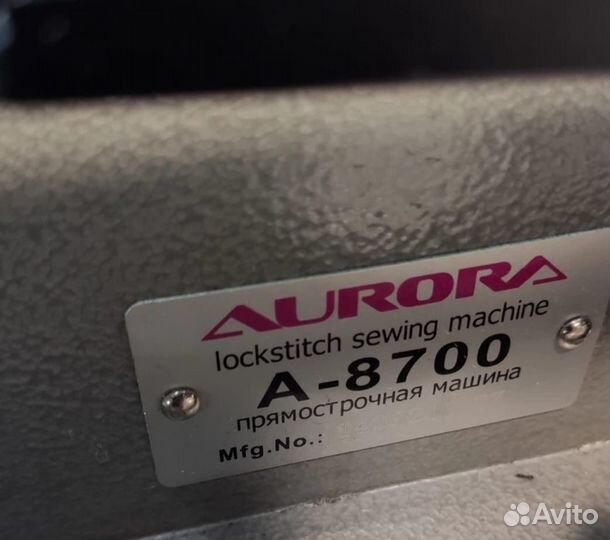 AURORA
lockstitch sewing machine
A-8700
прямострочная машина
Mfg.No.:
Avito